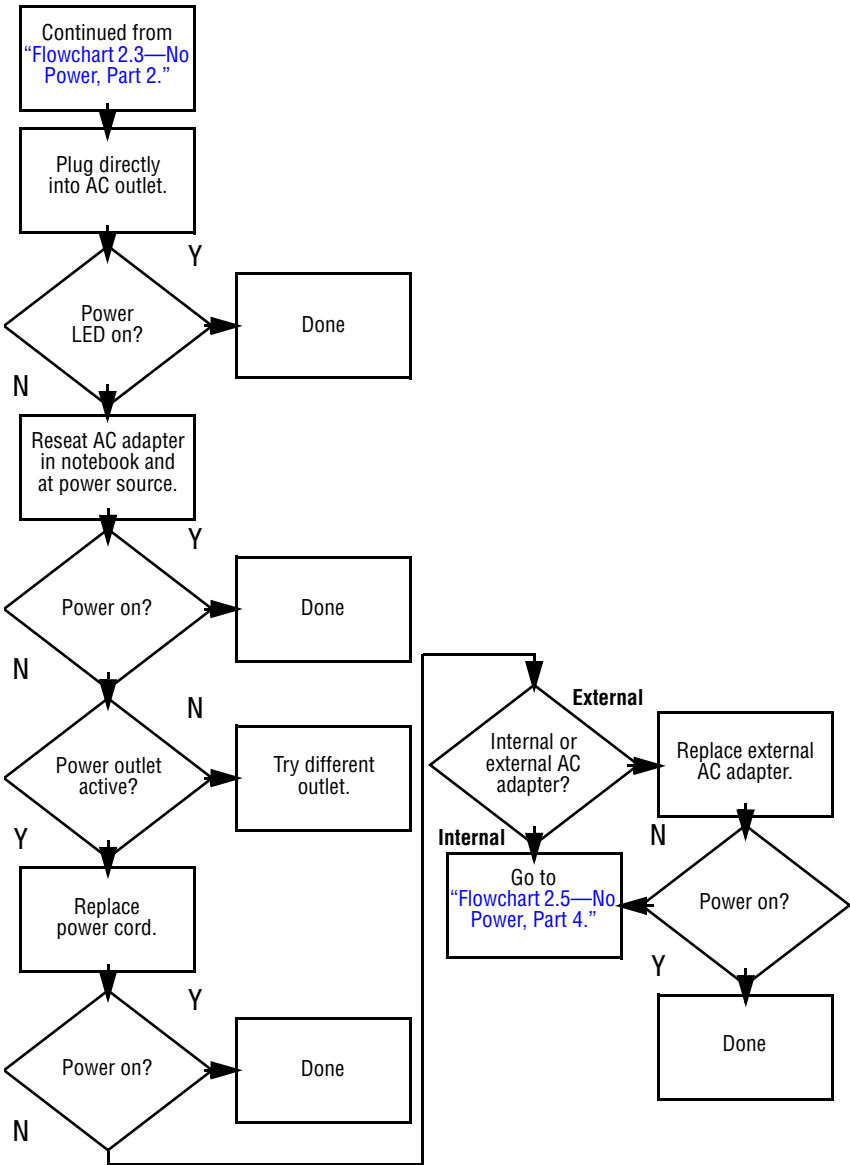 Continued from
“Flowchart 2.3—No
Power, Part 2.”
Plug directly
into AC outlet.
Y
Power
LED on?
Done
N
Reseat AC adapter
in notebook and
at power source.
Y
Power on?
Done
N
N
Power outlet
active?
Try different
outlet.
Y
Replace
power cord.
Y
Power on?
Done
N
External
Internal or
external AC
adapter?
Replace external
AC adapter.
Internal
N
Go to
“Flowchart 2.5—No
Power, Part 4.”
Power on?
Y
Done